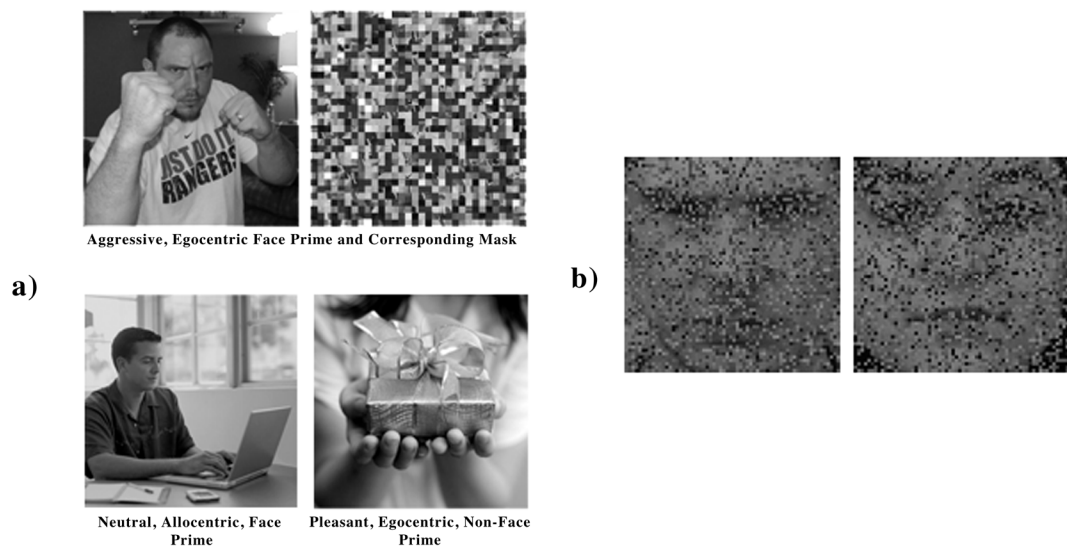 JUST DO IT.
RANGERS
Aggressive, Egocentric Face Prime and Corresponding Mask
a)
b)
Neutral, Allocentric, Face
Prime
Pleasant, Egocentric, Non-Face
Prime